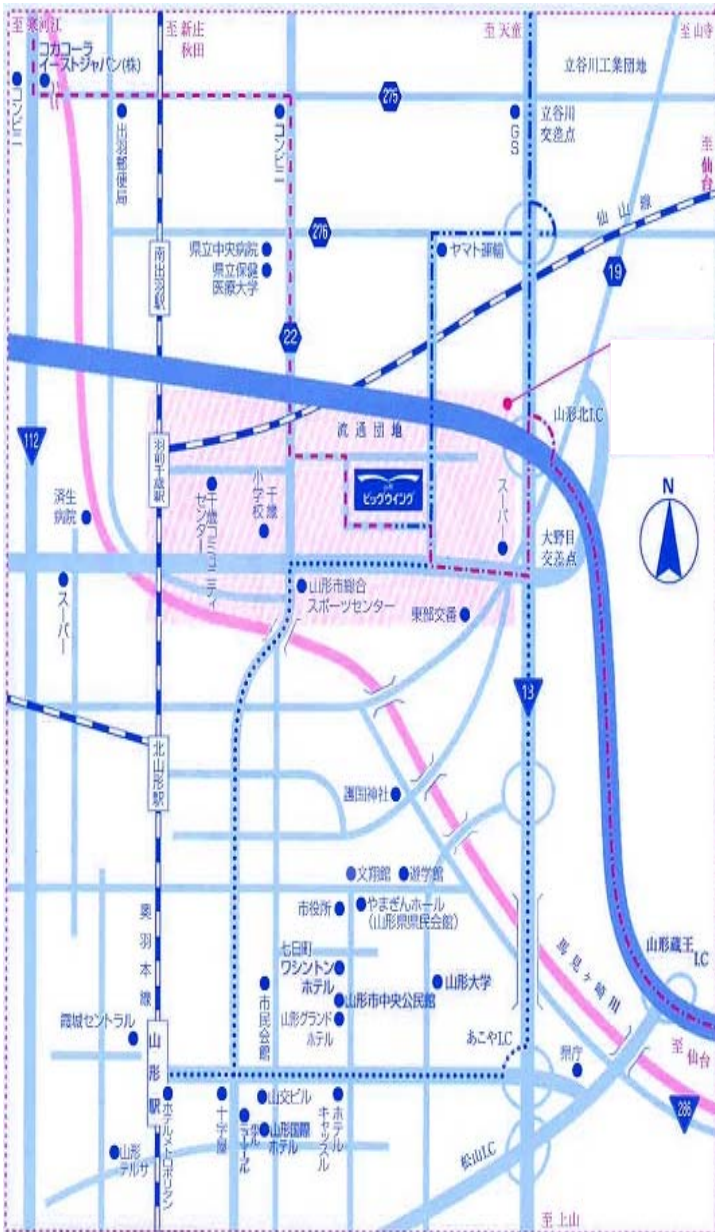 至 寒河江
至 新庄
秋田
至 天童
至 山寺
コカコーラ
イーストジャパン(株)
コンビニ
出羽郵便局
コンビニ
275
GS
立谷川工業団地
立谷川
交差点
至 仙台
276
仙山線
県立中央病院
県立保健
医療大学
ヤマト運輸
19
南出羽駅
22
112
流通団地
山形北I.C
羽前千歳駅
済生
病院
千歳コミュニティ
センター
千歳
小学校
ビッグウイング
スーパー
大野目
交差点
N
スーパー
山形市総合
スポーツセンター
東部交番
13
北山形駅
護国神社
文翔館
遊学館
奥羽本線
市役所
やまぎんホール
(山形県県民会館)
七日町
ワシントン
ホテル
山形市中央公民館
山形グランド
ホテル
市民会館
山形大学
馬見ヶ崎川
山形蔵王I.C
霞城セントラル
山形駅
あこやI.C
県庁
至 仙台
286
ホテルメトロポリタン
十字屋
山交ビル
山形国際
ホテル
ホテル
キャッスル
山形
テルサ
松山I.C
至 上山